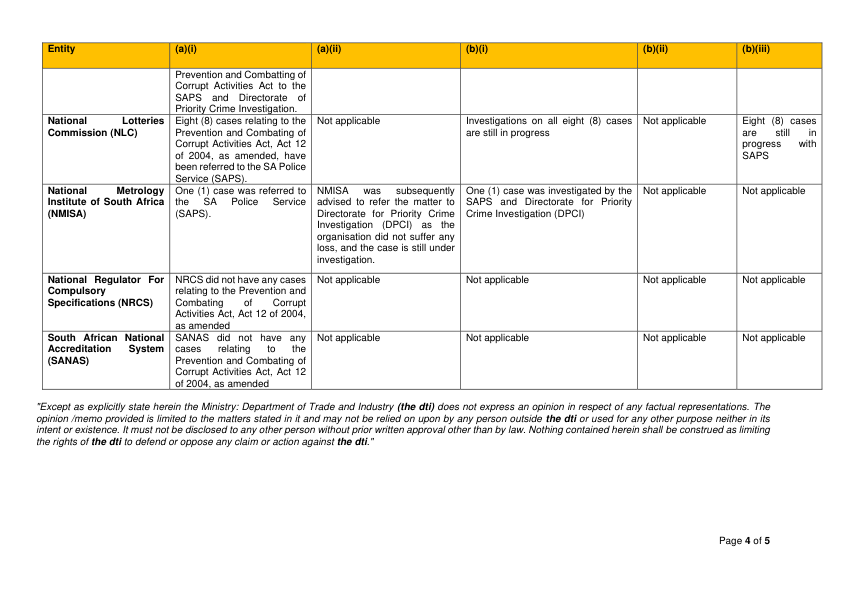 Entity (a)(i) (a)(ii) (b)(i) (b)(ii) (b)(iii)
Prevention and Combatting of
Corrupt Activities Act to the
SAPS and Directorate of
Priority Crime Investigation.
National Lotteries
Commission (NLC)
Eight (8) cases relating to the
Prevention and Combating of
Corrupt Activities Act, Act 12
of 2004, as amended, have
been referred to the SA Police
Service (SAPS).
Not applicable
Investigations on all eight (8) cases
are still in progress
Not applicable
Eight (8) cases
are still in
progress with
SAPS
National Metrology
Institute of South Africa
(NMISA)
One (1) case was referred to
the SA Police Service
(SAPS).
NMISA was subsequently
advised to refer the matter to
Directorate for Priority Crime
Investigation (DPCI) as the
organisation did not suffer any
loss, and the case is still under
investigation.
One (1) case was investigated by the
SAPS and Directorate for Priority
Crime Investigation (DPCI)
Not applicable
Not applicable
National Regulator For
Compulsory
Specifications (NRCS)
NRCS did not have any cases
relating to the Prevention and
Combating of Corrupt
Activities Act, Act 12 of 2004,
as amended
Not applicable
Not applicable
Not applicable
Not applicable
South African National
Accreditation System
(SANAS)
SANAS did not have any
cases relating to the
Prevention and Combating of
Corrupt Activities Act, Act 12
of 2004, as amended
Not applicable
Not applicable
Not applicable
Not applicable
"Except as explicitly state herein the Ministry: Department of Trade and Industry (the dti) does not express an opinion in respect of any factual representations. The
opinion /memo provided is limited to the matters stated in it and may not be relied on upon by any person outside the dti or used for any other purpose neither in its
intent or existence. It must not be disclosed to any other person without prior written approval other than by law. Nothing contained herein shall be construed as limiting
the rights of the dti to defend or oppose any claim or action against the dti."
Page 4 of 5